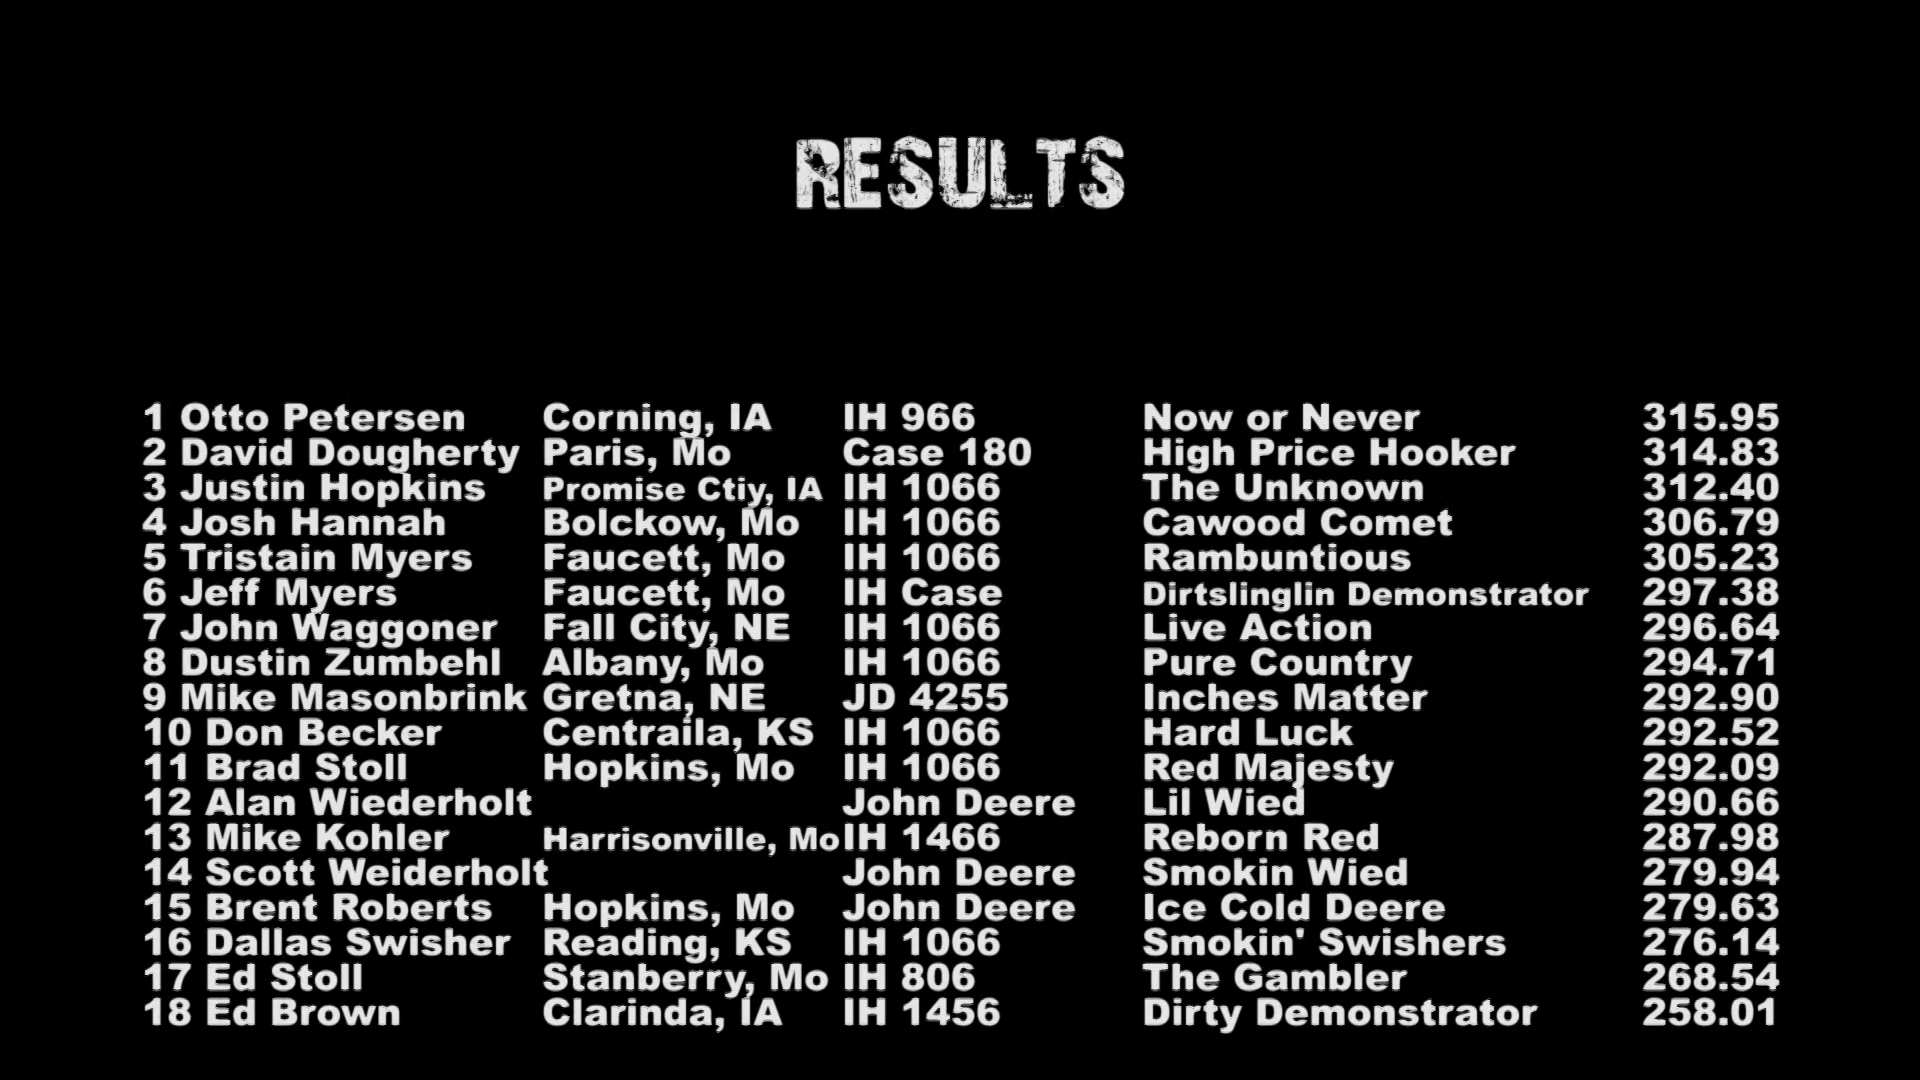 RESULTS
1 Otto Petersen Corning, IA IH 966 Now or Never 315.95
2 David Dougherty Paris, Mo Case 180 High Price Hooker 314.83
3 Justin Hopkins Promise Ctiy, IA IH 1066 The Unknown 312.40
4 Josh Hannah Bolckow, Mo IH 1066 Cawood Comet 306.79
5 Tristain Myers Faucett, Mo IH 1066 Rambuntious 305.23
6 Jeff Myers Faucett, Mo IH Case Dirtslinglin Demonstrator 297.38
7 John Waggoner Fall City, NE IH 1066 Live Action 296.64
8 Dustin Zumbehl Albany, Mo IH 1066 Pure Country 294.71
9 Mike Masonbrink Gretna, NE JD 4255 Inches Matter 292.90
10 Don Becker Centraila, KS IH 1066 Hard Luck 292.52
11 Brad Stoll Hopkins, Mo IH 1066 Red Majesty 292.09
12 Alan Wiederholt John Deere Lil Wied 290.66
13 Mike Kohler Harrisonville, Mo IH 1466 Reborn Red 287.98
14 Scott Weiderholt John Deere Smokin Wied 279.94
15 Brent Roberts Hopkins, Mo John Deere Ice Cold Deere 279.63
16 Dallas Swisher Reading, KS IH 1066 Smokin' Swishers 276.14
17 Ed Stoll Stanberry, Mo IH 806 The Gambler 268.54
18 Ed Brown Clarinda, IA IH 1456 Dirty Demonstrator 258.01